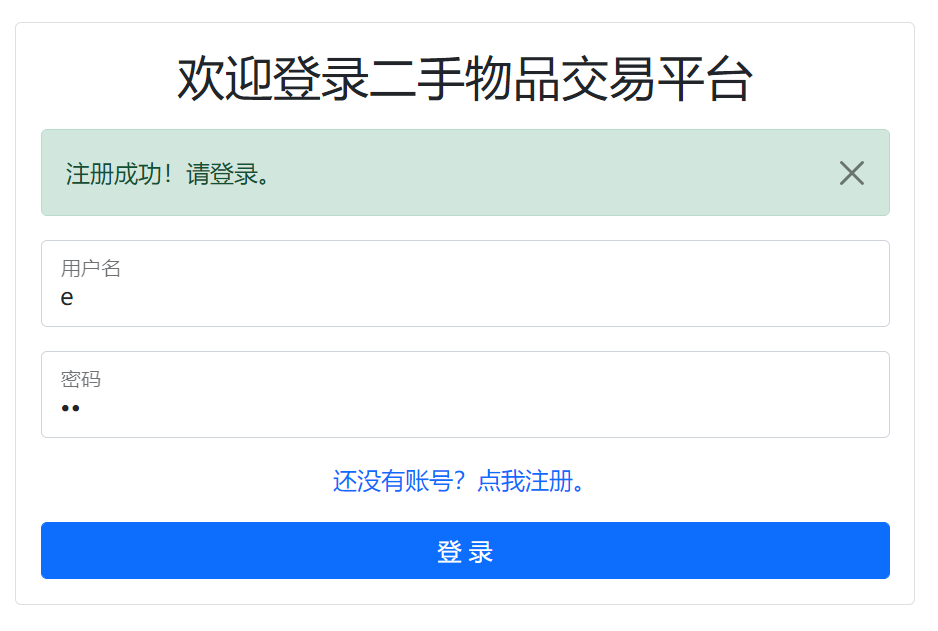 欢迎登录二手物品交易平台
注册成功！请登录。
用户名
e
密码
••
还没有账号？点我注册。
登 录